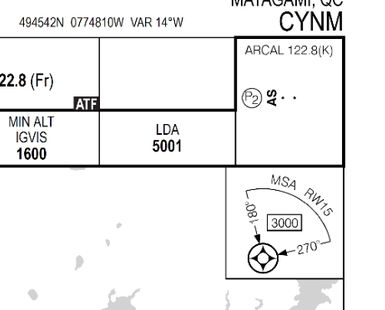 MATAGAMI, QC
494542N 0774810W VAR 14°W
CYNM
ARCAL 122.8(K)
22.8 (Fr)
P2 AS
ATF
MIN ALT
IGVIS
1600
LDA
5001
MSA RW15
180°
3000
270°